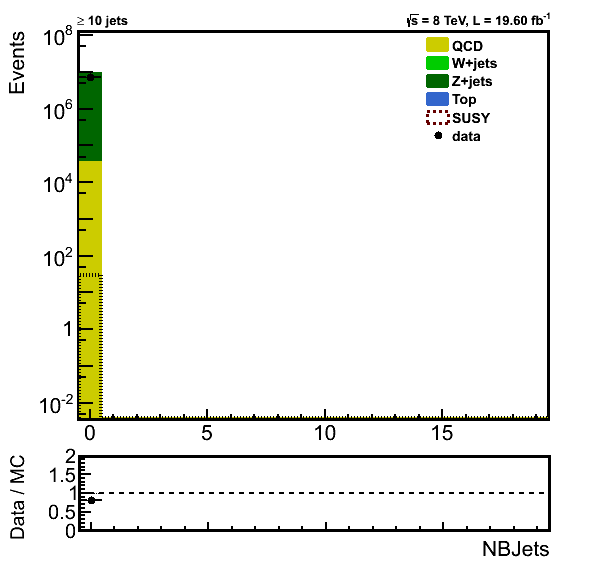 ≥ 10 jets
√s = 8 TeV, L = 19.60 fb⁻¹
Events
10⁸
10⁶
10⁴
10²
1
10⁻²
QCD
W+jets
Z+jets
Top
SUSY
data
0 5 10 15
Data / MC
2
1.5
1
0.5
0
NBJets